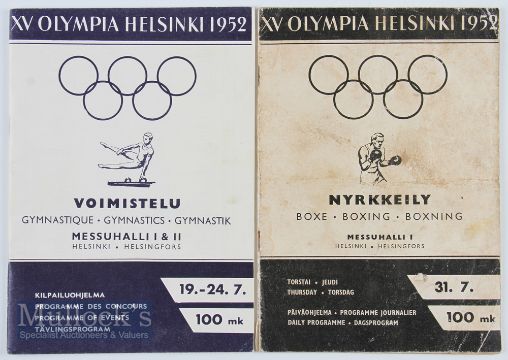 XV OLYMPIA HELSINKI 1952
VOIMISTELU
GYMNASTIQUE · GYMNASTICS · GYMNASTIK
MESSUHALLI I & II
HELSINKI · HELSINGFORS
KILPAILUOHJELMA
PROGRAMME DES CONCOURS
PROGRAMME OF EVENTS
TÄVLINGSPROGRAM
19.-24. 7.
100 mk
Mullock's
Specialist Auctioneers & Valuers
XV OLYMPIA HELSINKI 1952
NYRKKEILY
BOXE · BOXING · BOXNING
MESSUHALLI I
HELSINKI · HELSINGFORS
TORSTAI · JEUDI
THURSDAY · TORSDAG
31. 7.
PÄIVÄOHJELMA · PROGRAMME JOURNALIER
DAILY PROGRAMME · DAGSPROGRAM
100 mk